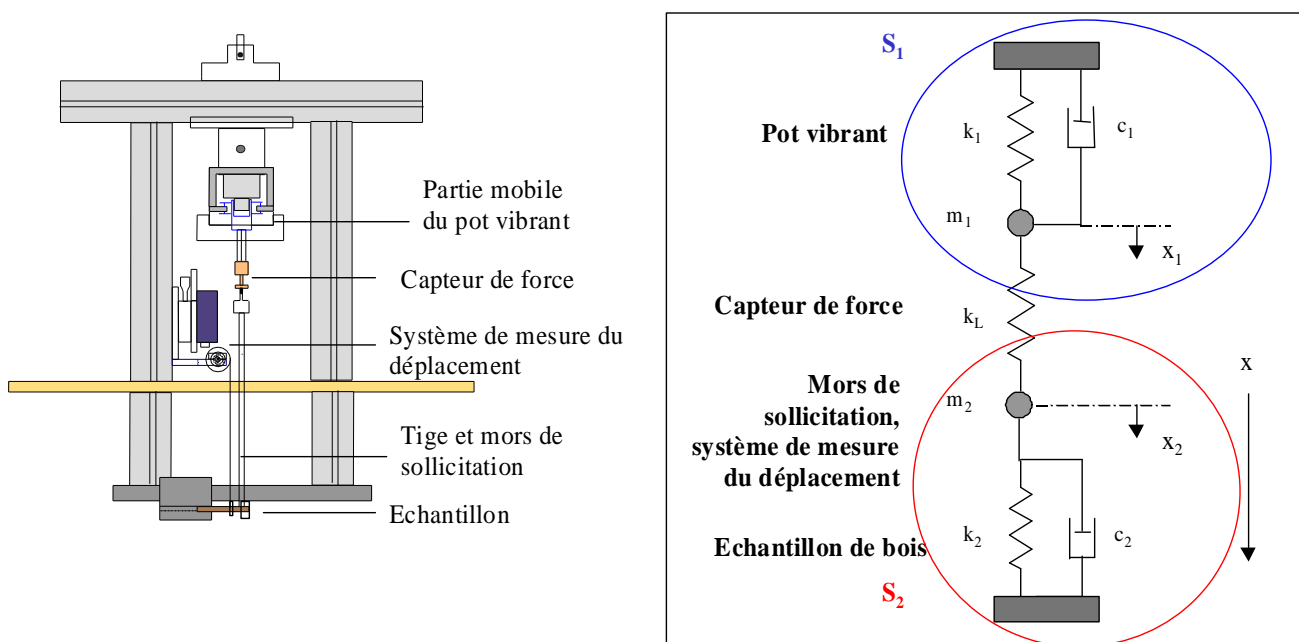 Partie mobile
du pot vibrant
Capteur de force
Système de mesure du
déplacement
Tige et mors de
sollicitation
Echantillon
S1
Pot vibrant
k1
c1
m1
x1
Capteur de force
kL
Mors de
sollicitation,
système de mesure
du déplacement
m2
x2
x
Echantillon de bois
k2
c2
S2